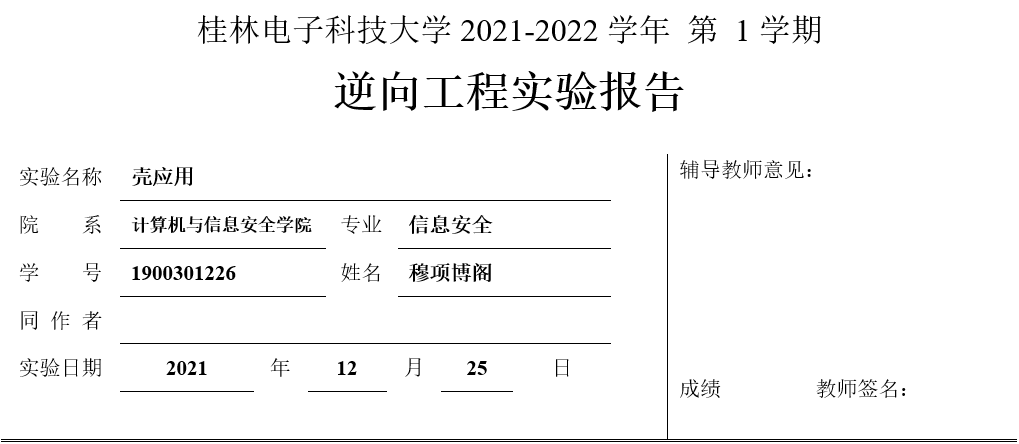 桂林电子科技大学 2021-2022 学年 第 1 学期
逆向工程实验报告
实验名称 壳应用
院 系 计算机与信息安全学院 专业 信息安全
学 号 1900301226 姓名 穆项博阁
同 作 者
实验日期 2021 年 12 月 25 日
辅导教师意见：
成绩 教师签名：